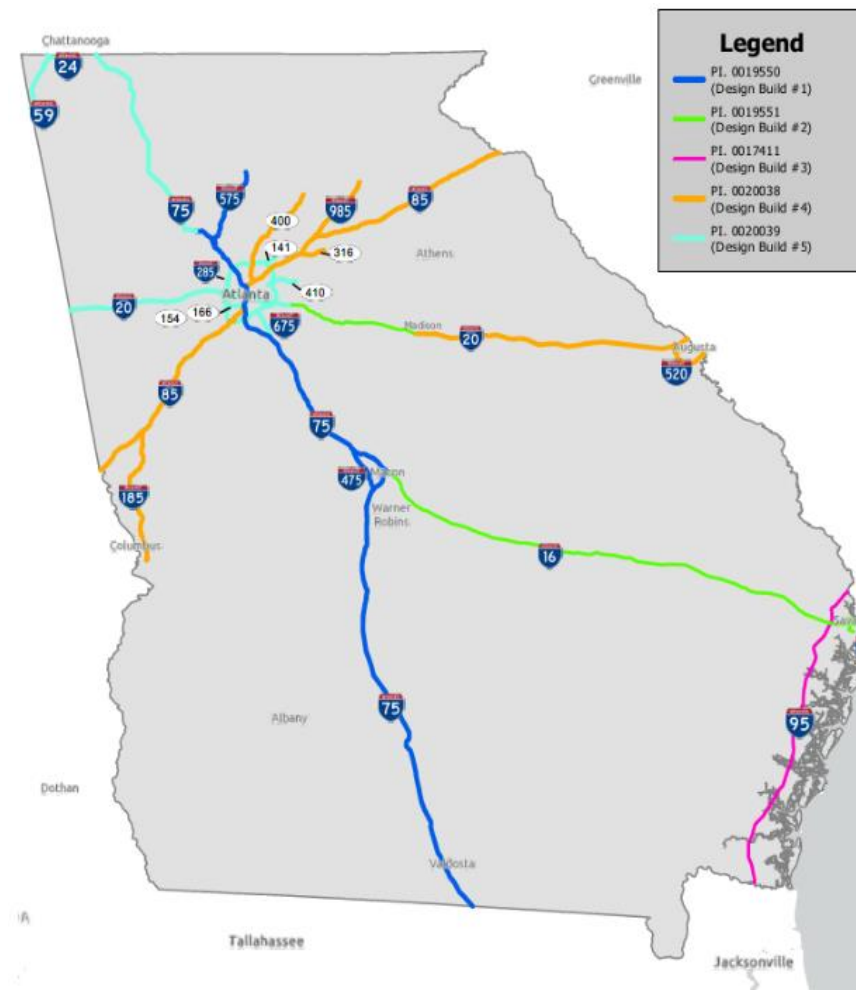 Legend
PI. 0019550
(Design Build #1)
PI. 0019551
(Design Build #2)
PI. 0017411
(Design Build #3)
PI. 0020038
(Design Build #4)
PI. 0020039
(Design Build #5)
Chattanooga
24
59
Greenville
75
575
400
985
85
141
316
Athens
285
Atlanta
410
20
154
166
675
Madison
20
Augusta
520
85
75
475
Macon
185
Warner
Robins
Columbus
16
75
Albany
95
Dothan
Valdosta
Tallahassee
Jacksonville